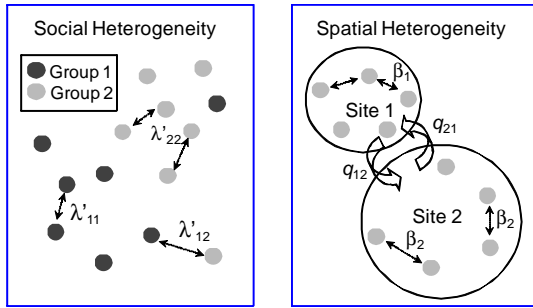 Social Heterogeneity
Group 1
Group 2
λ'22
λ'11
λ'12
Spatial Heterogeneity
β1
Site 1
q21
q12
Site 2
β2
β2